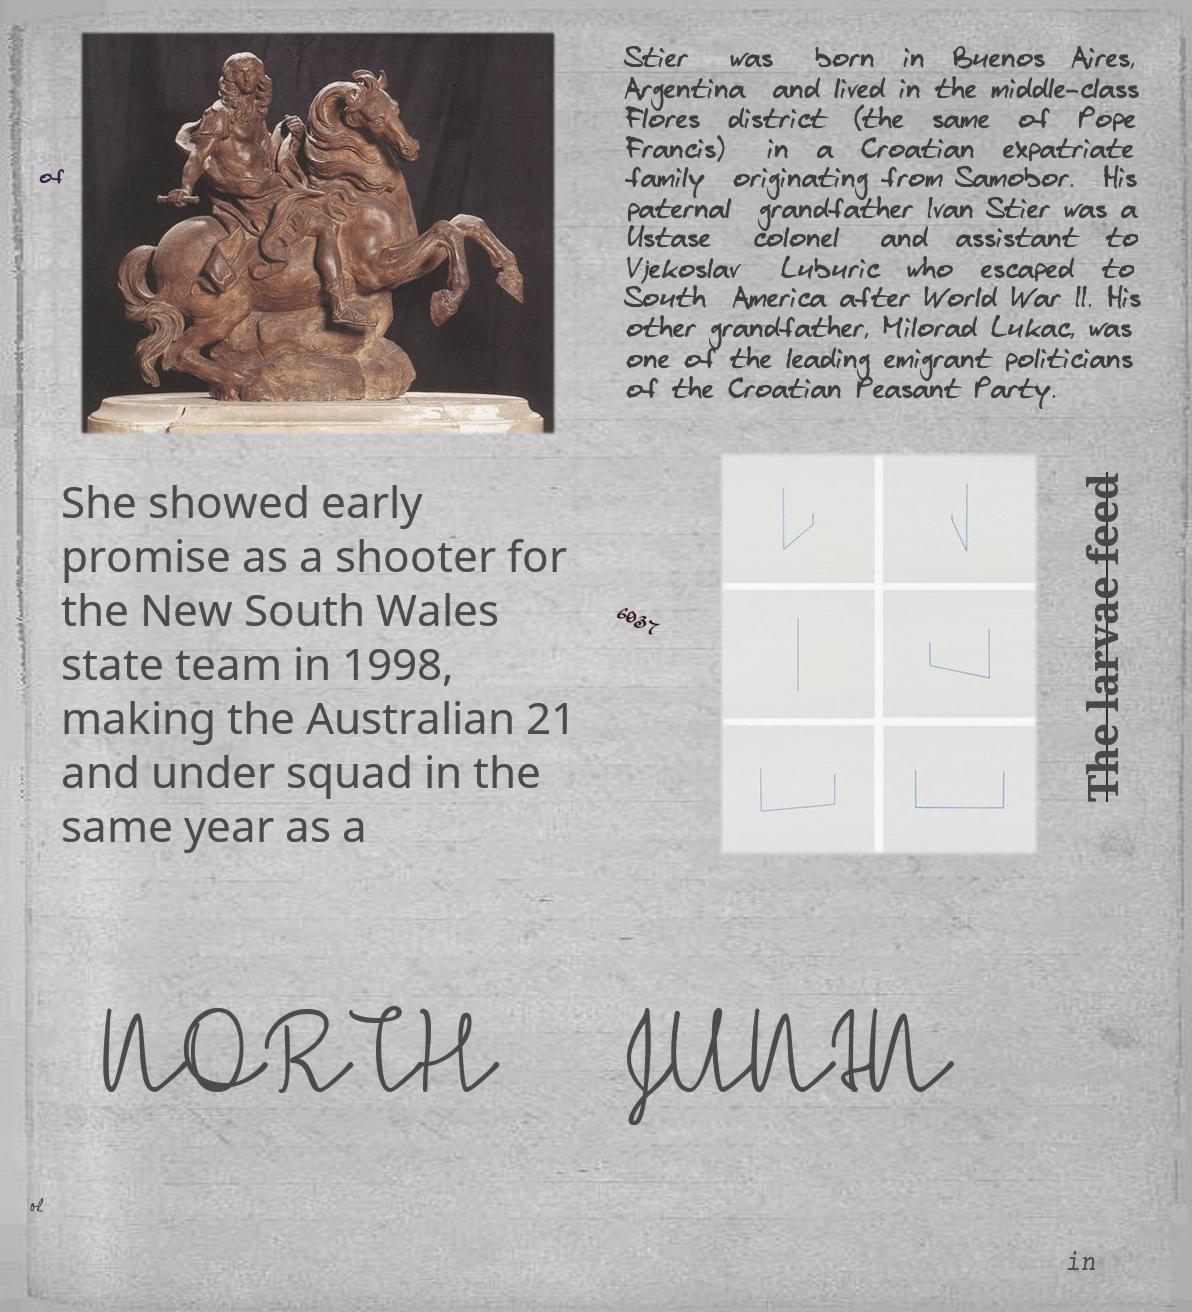 of
Stier was born in Buenos Aires,
Argentina and lived in the middle-class
Flores district (the same of Pope
Francis) in a Croatian expatriate
family originating from Samobor. His
paternal grandfather Ivan Stier was a
Ustase colonel and assistant to
Vjekoslav Luburic who escaped to
South America after World War II. His
other grandfather, Milorad Lukac, was
one of the leading emigrant politicians
of the Croatian Peasant Party.
She showed early
promise as a shooter for
the New South Wales
state team in 1998,
making the Australian 21
and under squad in the
same year as a
6037
The larvae feed
NORTH JUNIN
ol
in